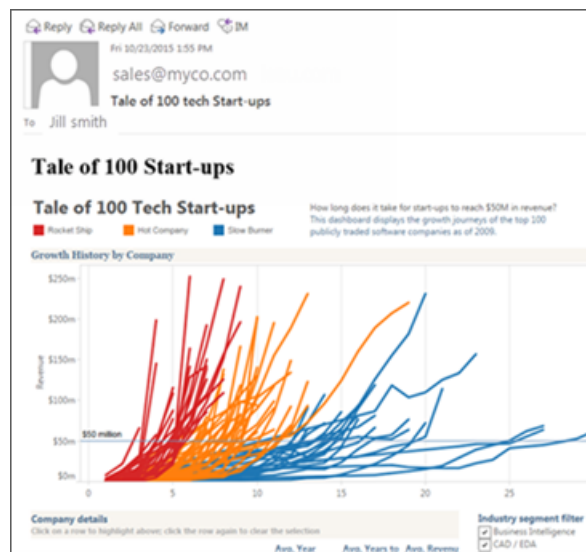 Reply Reply All Forward IM
Fri 10/23/2015 1:55 PM
sales@myco.com
Tale of 100 tech Start-ups
To Jill smith
Tale of 100 Start-ups
Tale of 100 Tech Start-ups
How long does it take for start-ups to reach $50M in revenue?
This dashboard displays the growth journeys of the top 100
publicly traded software companies as of 2009.
Rocket Ship Hot Company Slow Burner
Growth History by Company
$250m
$200m
$150m
$100m
$50m
$0m
Revenue
$50 million
0 5 10 15 20 25
Company details
Click on a row to highlight above; click the row again to clear the selection
Avg. Year Avg. Years to Avg. Revenu
Industry segment filter
Business Intelligence
CAD / EDA